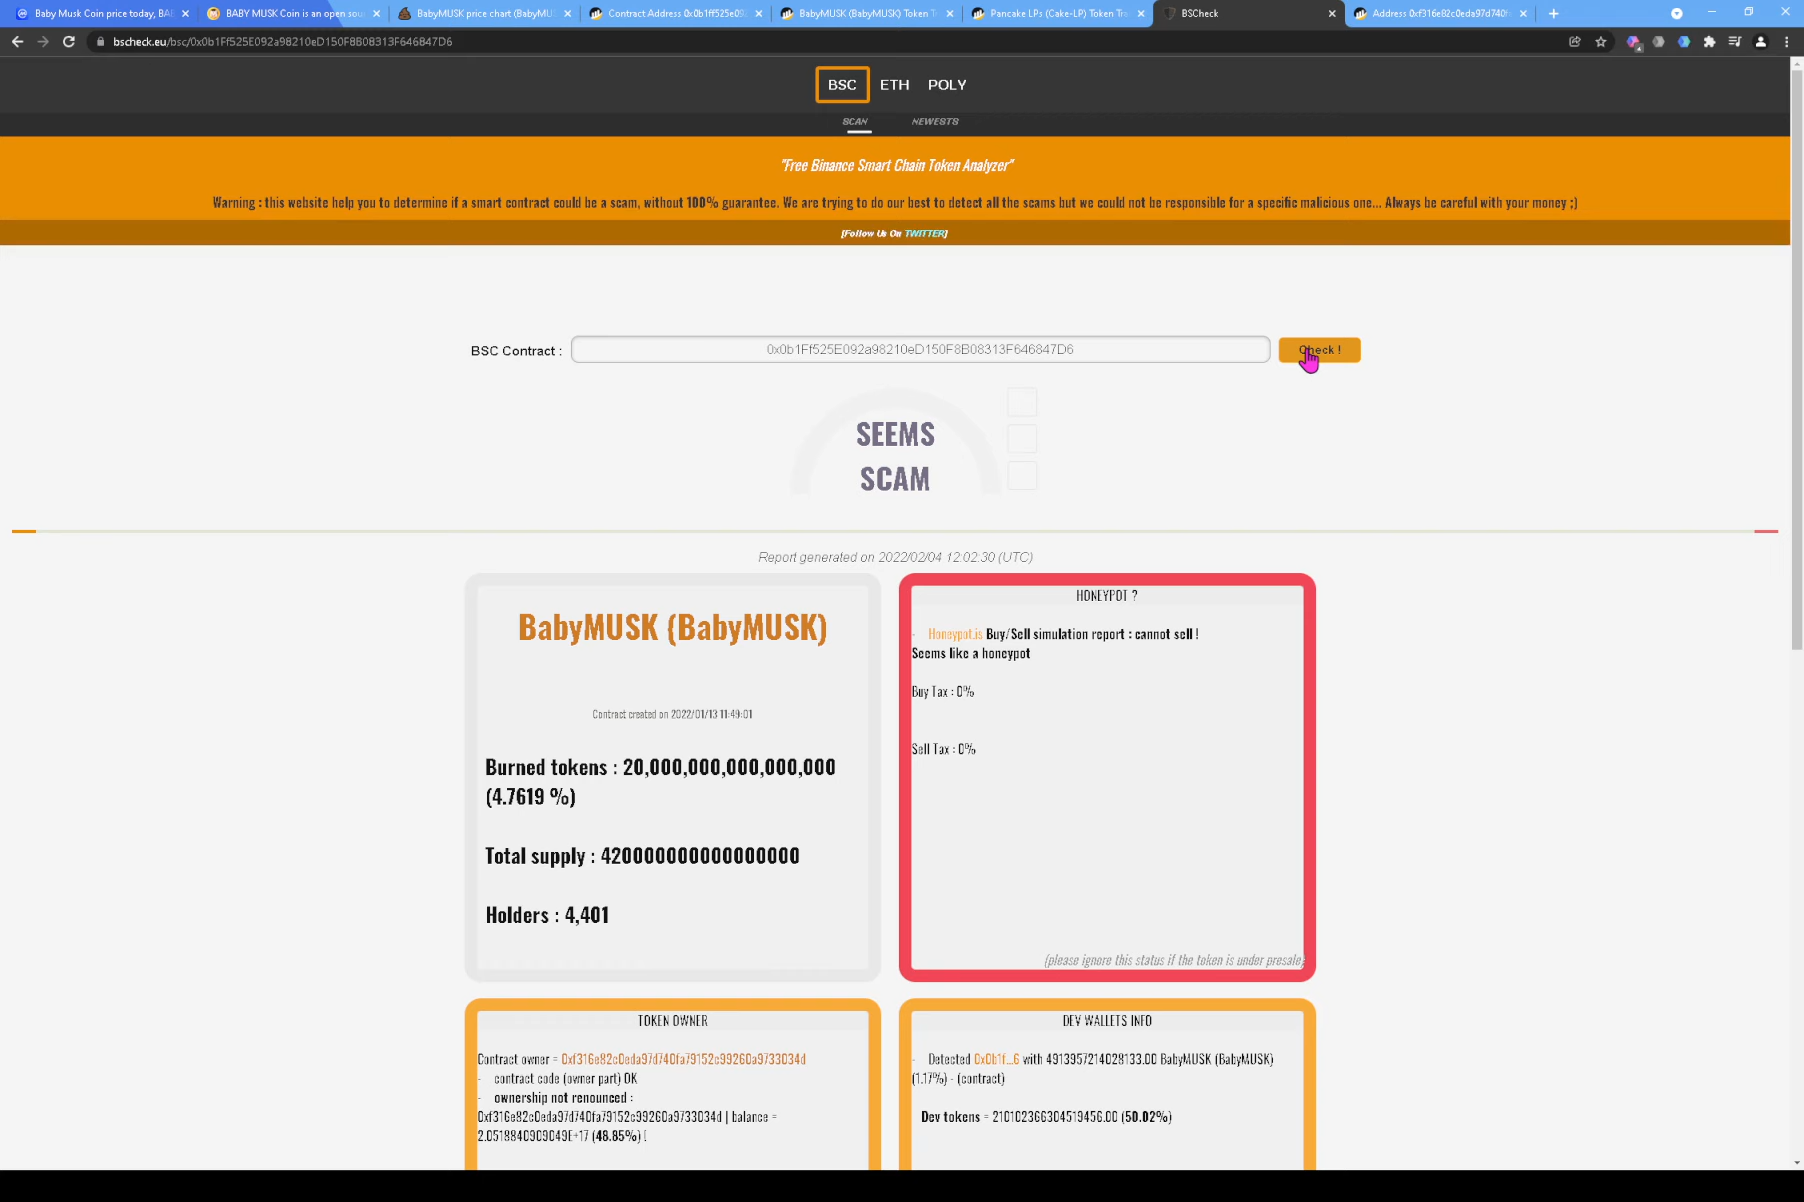 Baby Musk Coin price today, BAB
BABY MUSK Coin is an open sou
BabyMUSK price chart (BabyMU
Contract Address 0x0b1ff525e092
BabyMUSK (BabyMUSK) Token T
Pancake LPs (Cake-LP) Token Tra
BSCheck
Address 0xf316e82c0eda97d740f
bscheck.eu/bsc/0x0b1Ff525E092a98210eD150F8B08313F646847D6
BSC ETH POLY
SCAN NEWESTS
"Free Binance Smart Chain Token Analyzer"
Warning : this website help you to determine if a smart contract could be a scam, without 100% guarantee. We are trying to do our best to detect all the scams but we could not be responsible for a specific malicious one... Always be careful with your money ;)
[Follow Us On TWITTER]
BSC Contract : 0x0b1Ff525E092a98210eD150F8B08313F646847D6 Check !
SEEMS
SCAM
Report generated on 2022/02/04 12:02:30 (UTC)
BabyMUSK (BabyMUSK)
Contract created on 2022/01/13 11:49:01
Burned tokens : 20,000,000,000,000,000
(4.7619 %)
Total supply : 420000000000000000
Holders : 4,401
HONEYPOT ?
- Honeypot.is Buy/Sell simulation report : cannot sell !
Seems like a honeypot
Buy Tax : 0%
Sell Tax : 0%
(please ignore this status if the token is under presale)
TOKEN OWNER
Contract owner = 0xf316e82c0eda97d740fa79152c99260a9733034d
- contract code (owner part) OK
- ownership not renounced :
0xf316e82c0eda97d740fa79152c99260a9733034d | balance =
2.0518840909049E+17 (48.85%) [
DEV WALLETS INFO
- Detected 0x0b1f...6 with 4913957214028133.00 BabyMUSK (BabyMUSK)
(1.17%) - (contract)
Dev tokens = 210102366304519456.00 (50.02%)